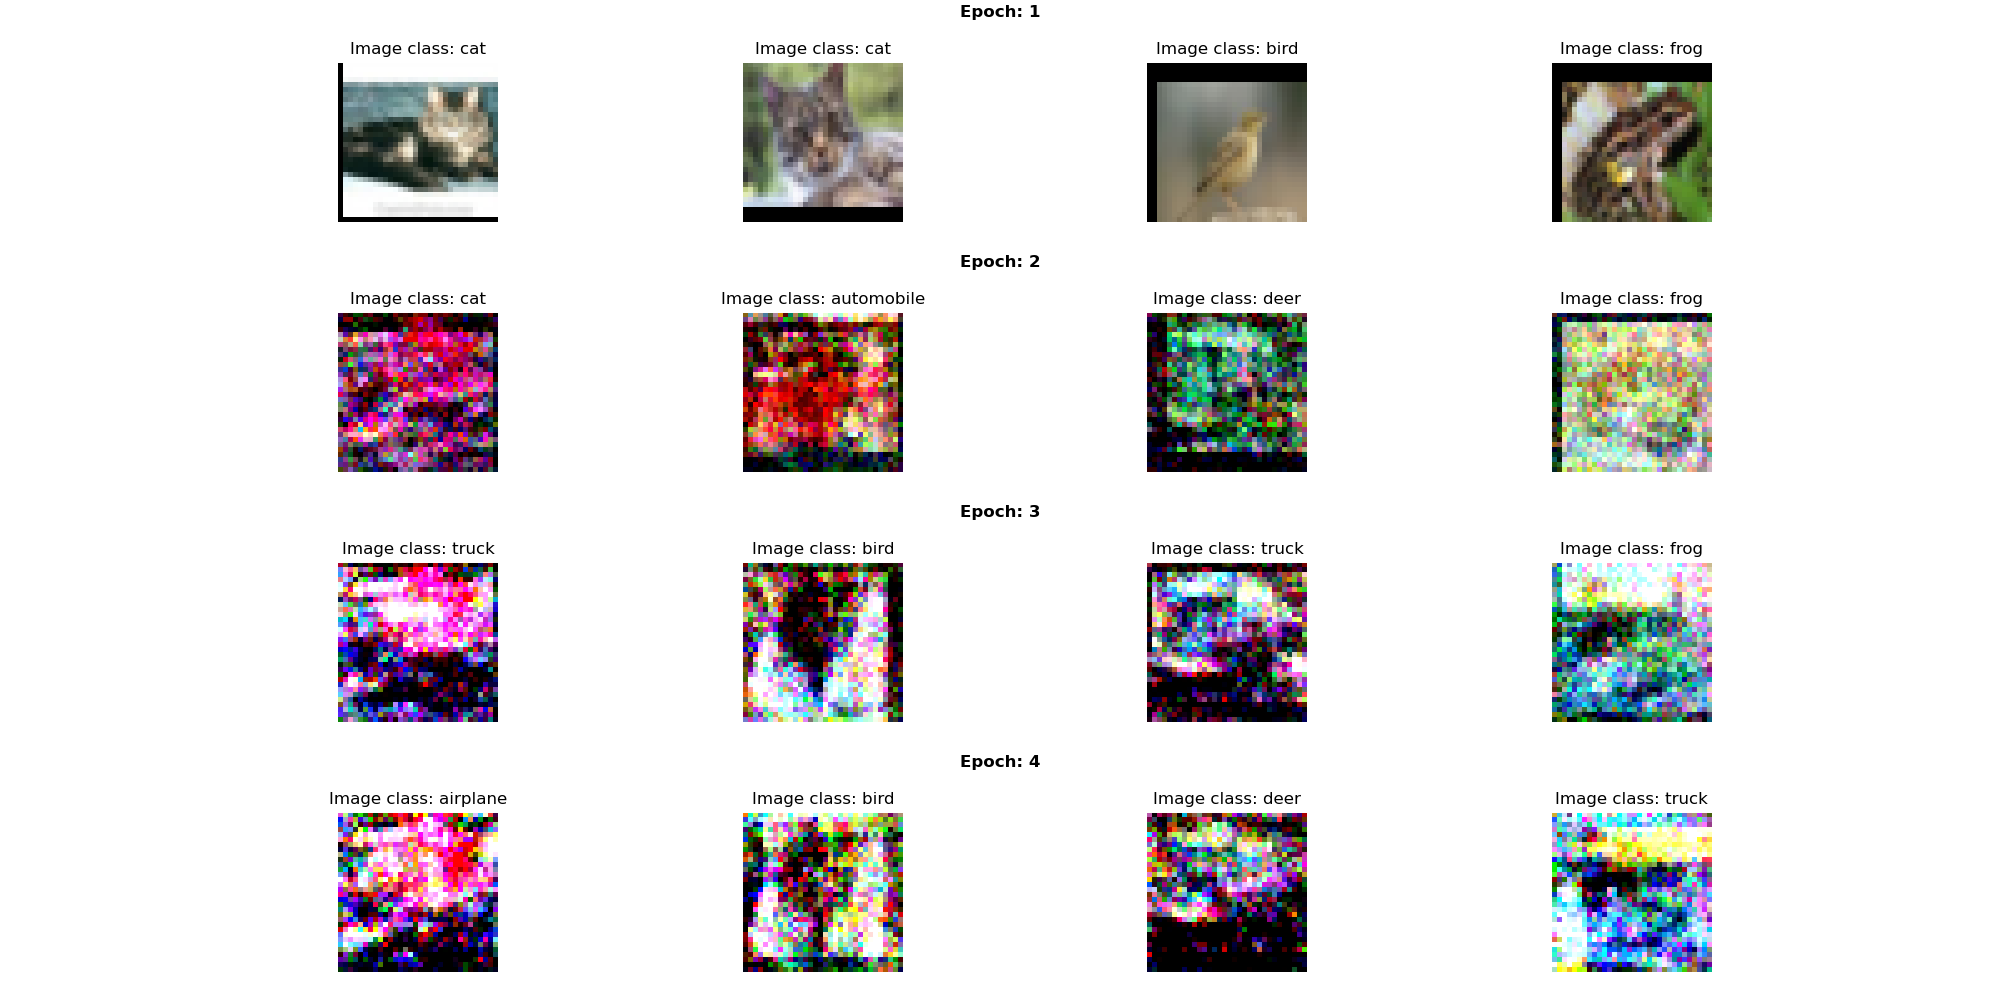 Epoch: 1
Image class: cat
Image class: cat
Image class: bird
Image class: frog
Epoch: 2
Image class: cat
Image class: automobile
Image class: deer
Image class: frog
Epoch: 3
Image class: truck
Image class: bird
Image class: truck
Image class: frog
Epoch: 4
Image class: airplane
Image class: bird
Image class: deer
Image class: truck